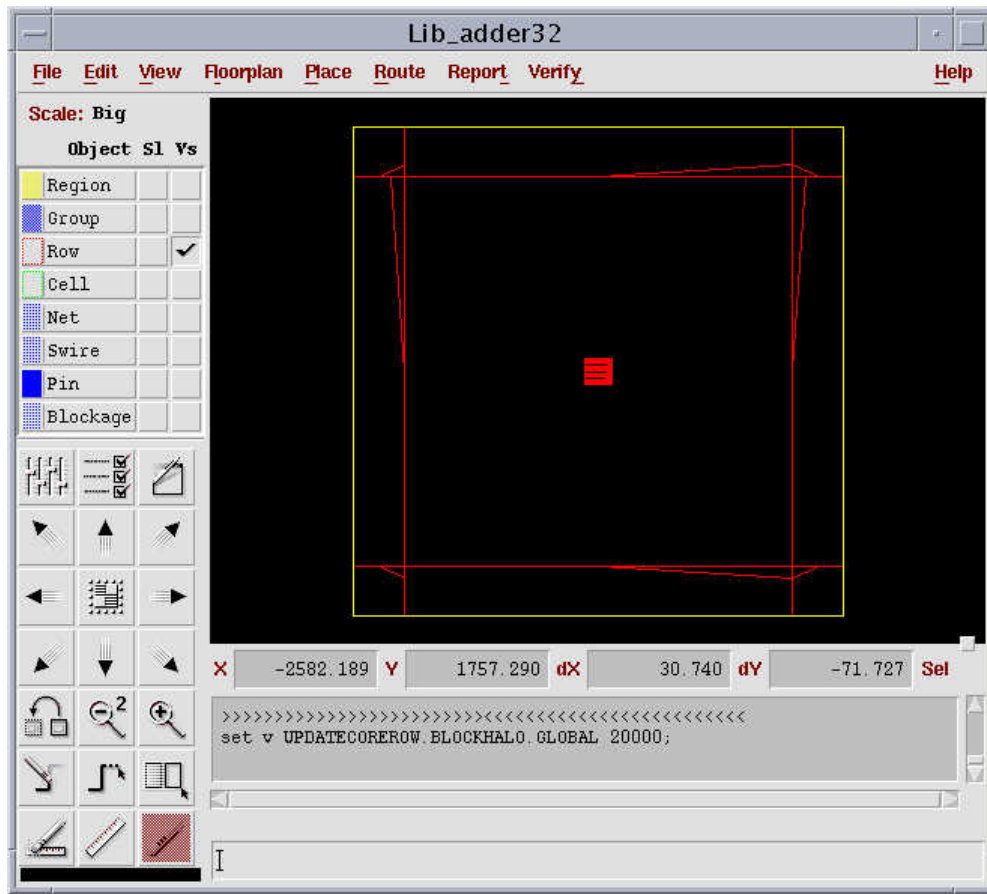 Lib_adder32
File Edit View Floorplan Place Route Report Verify Help
Scale: Big
Object Sl Vs
Region
Group
Row
Cell
Net
Swire
Pin
Blockage
X -2582.189 Y 1757.290 dX 30.740 dY -71.727 Sel
2
>>>>>>>>>>>>>>>>>>>>>>>>><<<<<<<<<<<<<<<<<<<<<<<<<
set v UPDATECOREROW.BLOCKHALO.GLOBAL 20000;